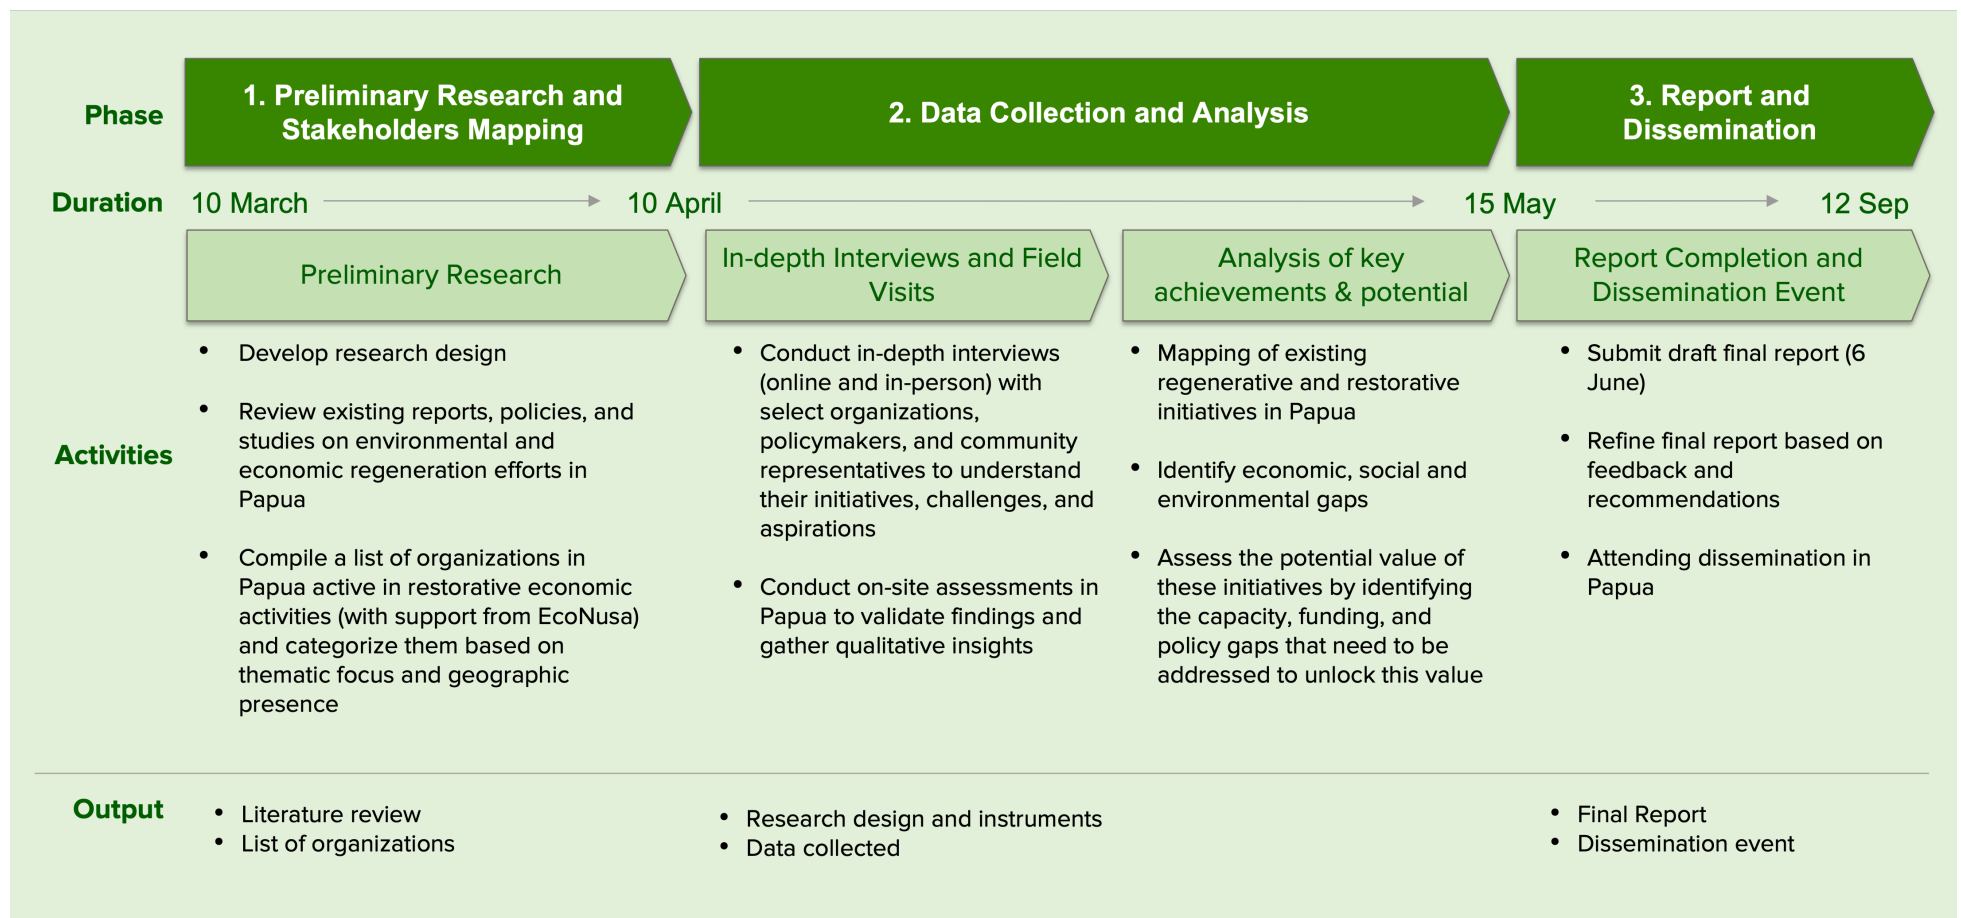 Phase
1. Preliminary Research and
Stakeholders Mapping
2. Data Collection and Analysis
3. Report and
Dissemination
Duration
10 March
10 April
15 May
12 Sep
Preliminary Research
In-depth Interviews and Field
Visits
Analysis of key
achievements & potential
Report Completion and
Dissemination Event
Activities
• Develop research design
• Review existing reports, policies, and
studies on environmental and
economic regeneration efforts in
Papua
• Compile a list of organizations in
Papua active in restorative economic
activities (with support from EcoNusa)
and categorize them based on
thematic focus and geographic
presence
• Conduct in-depth interviews
(online and in-person) with
select organizations,
policymakers, and community
representatives to understand
their initiatives, challenges, and
aspirations
• Conduct on-site assessments in
Papua to validate findings and
gather qualitative insights
• Mapping of existing
regenerative and restorative
initiatives in Papua
• Identify economic, social and
environmental gaps
• Assess the potential value of
these initiatives by identifying
the capacity, funding, and
policy gaps that need to be
addressed to unlock this value
• Submit draft final report (6
June)
• Refine final report based on
feedback and
recommendations
• Attending dissemination in
Papua
Output
• Literature review
• List of organizations
• Research design and instruments
• Data collected
• Final Report
• Dissemination event